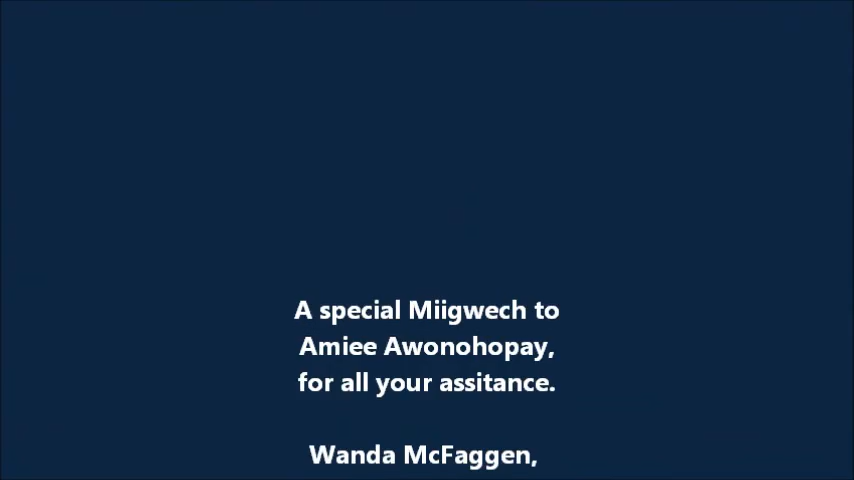 A special Miigwech to
Amiee Awonohopay,
for all your assitance.
Wanda McFaggen,